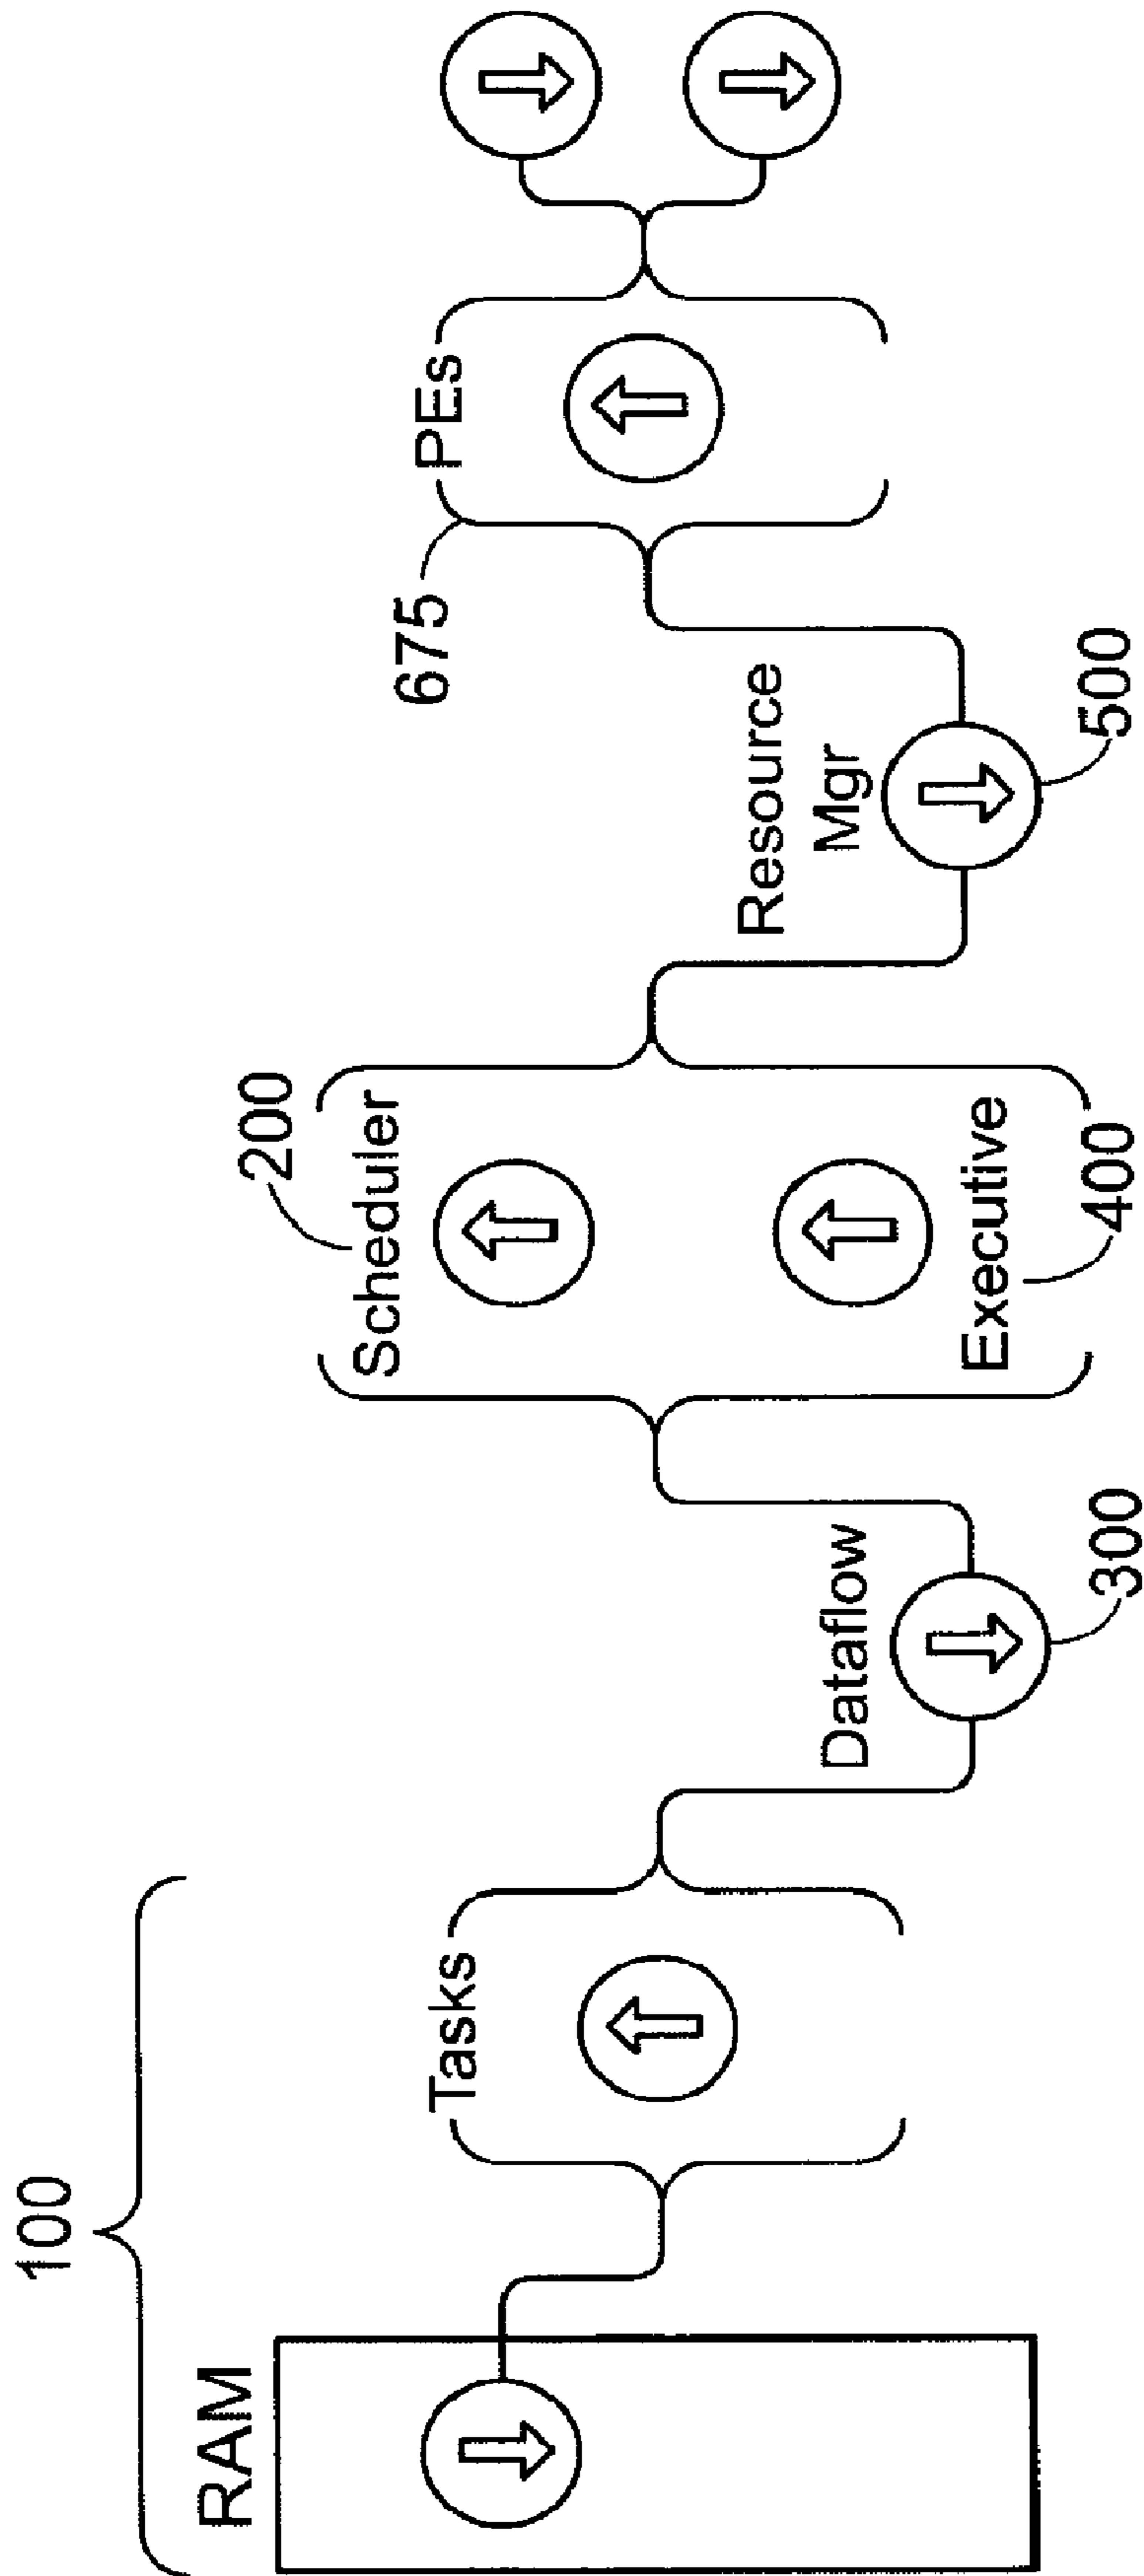 100
RAM
Tasks
Dataflow
300
200
Scheduler
Executive
400
Resource
Mgr
500
675
PEs